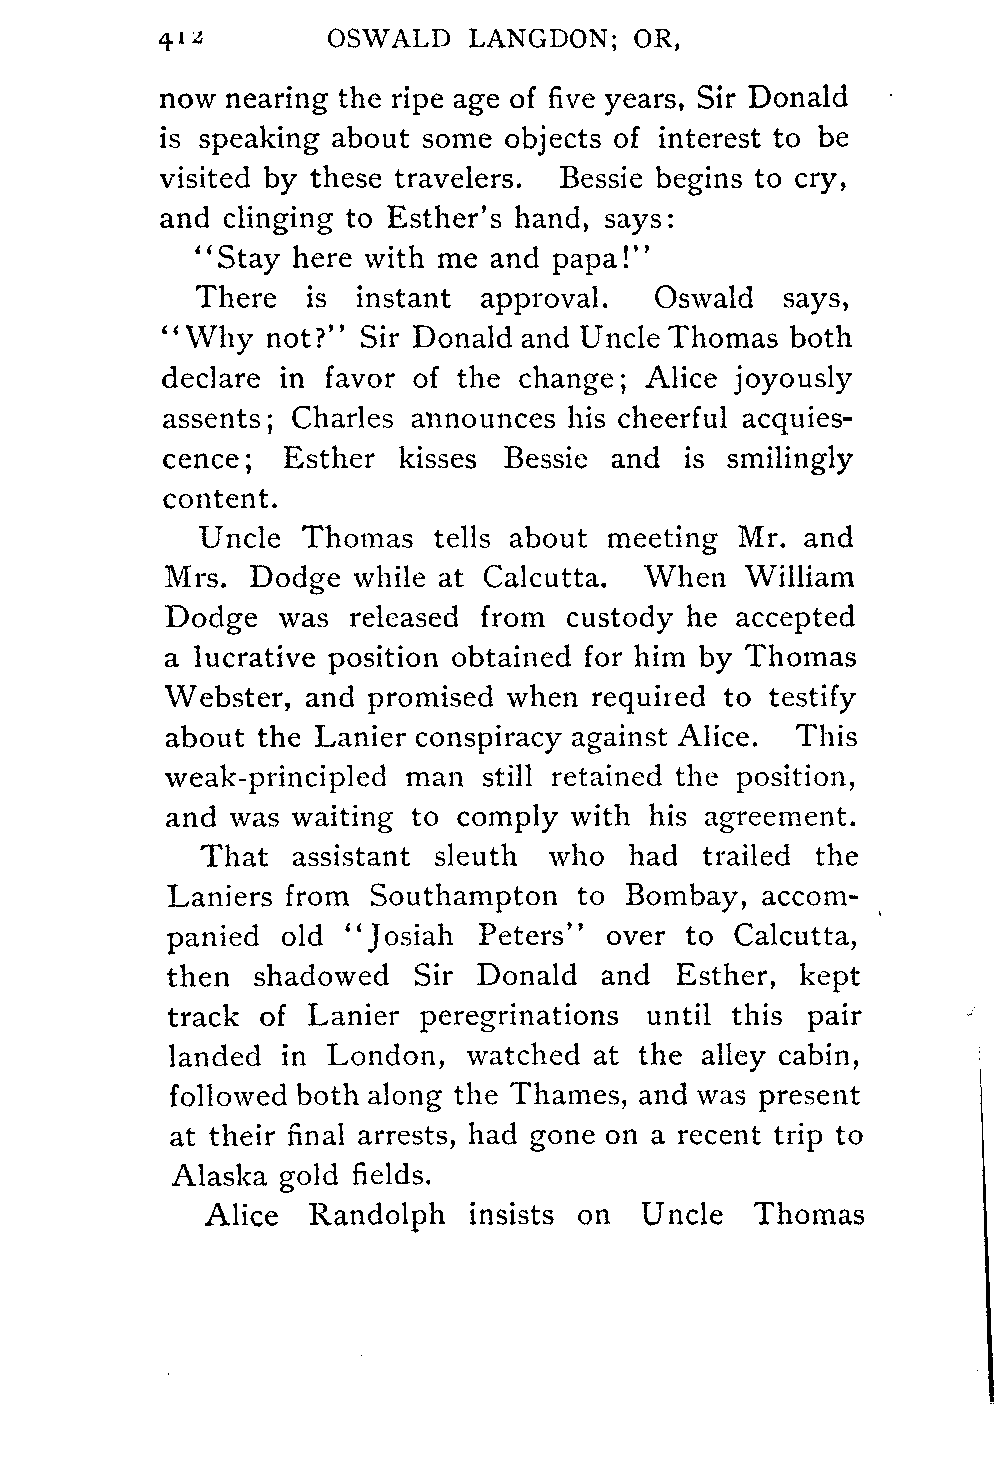 412 OSWALD LANGDON; OR,
now nearing the ripe age of five years, Sir Donald
is speaking about some objects of interest to be
visited by these travelers. Bessie begins to cry,
and clinging to Esther's hand, says:
"Stay here with me and papa!"
There is instant approval. Oswald says,
"Why not?" Sir Donald and Uncle Thomas both
declare in favor of the change; Alice joyously
assents; Charles announces his cheerful acquies-
cence; Esther kisses Bessie and is smilingly
content.
Uncle Thomas tells about meeting Mr. and
Mrs. Dodge while at Calcutta. When William
Dodge was released from custody he accepted
a lucrative position obtained for him by Thomas
Webster, and promised when required to testify
about the Lanier conspiracy against Alice. This
weak-principled man still retained the position,
and was waiting to comply with his agreement.
That assistant sleuth who had trailed the
Laniers from Southampton to Bombay, accom-
panied old "Josiah Peters" over to Calcutta,
then shadowed Sir Donald and Esther, kept
track of Lanier peregrinations until this pair
landed in London, watched at the alley cabin,
followed both along the Thames, and was present
at their final arrests, had gone on a recent trip to
Alaska gold fields.
Alice Randolph insists on Uncle Thomas